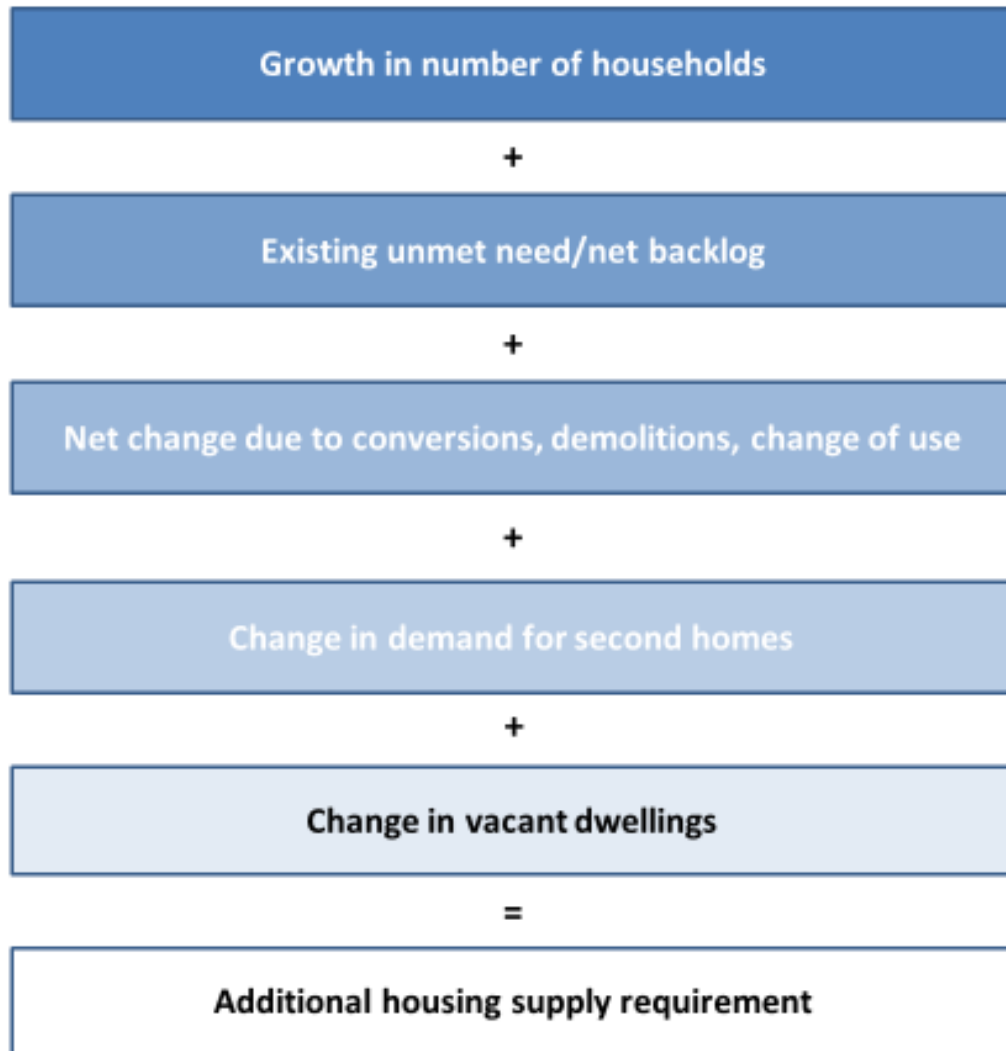 Growth in number of households
+
Existing unmet need/net backlog
+
Net change due to conversions, demolitions, change of use
+
Change in demand for second homes
+
Change in vacant dwellings
=
Additional housing supply requirement